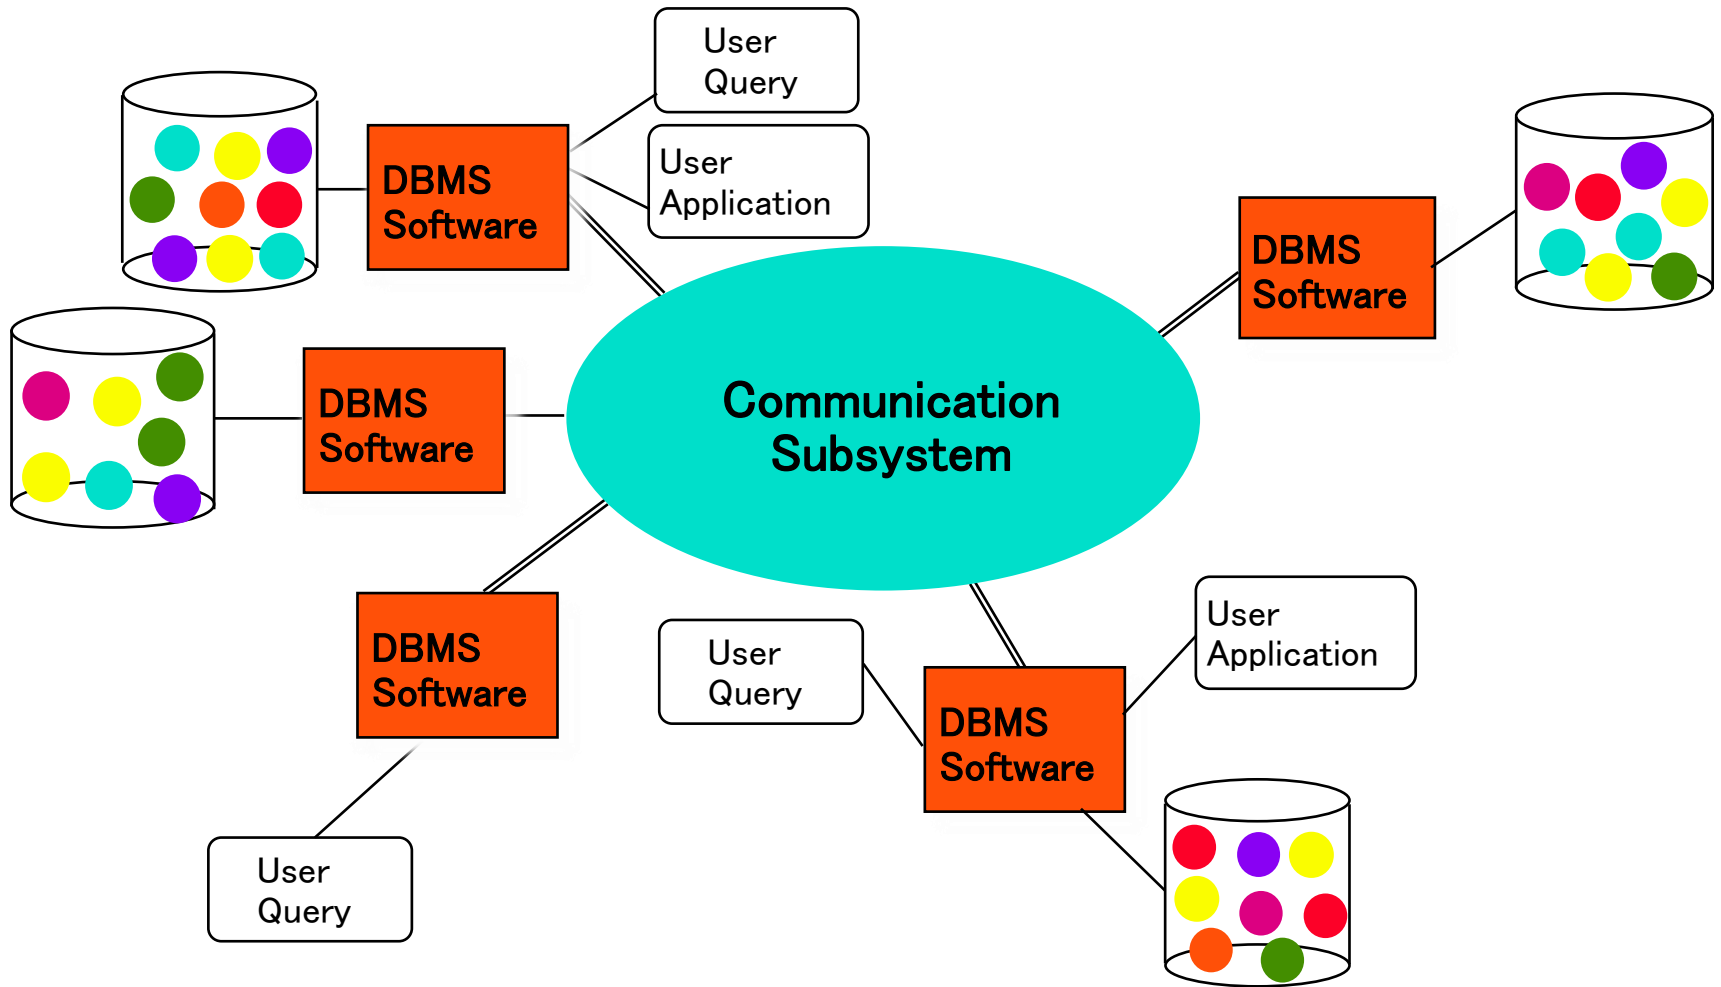 User
Query
User
Application
DBMS
Software
DBMS
Software
DBMS
Software
Communication
Subsystem
DBMS
Software
User
Query
User
Application
DBMS
Software
User
Query